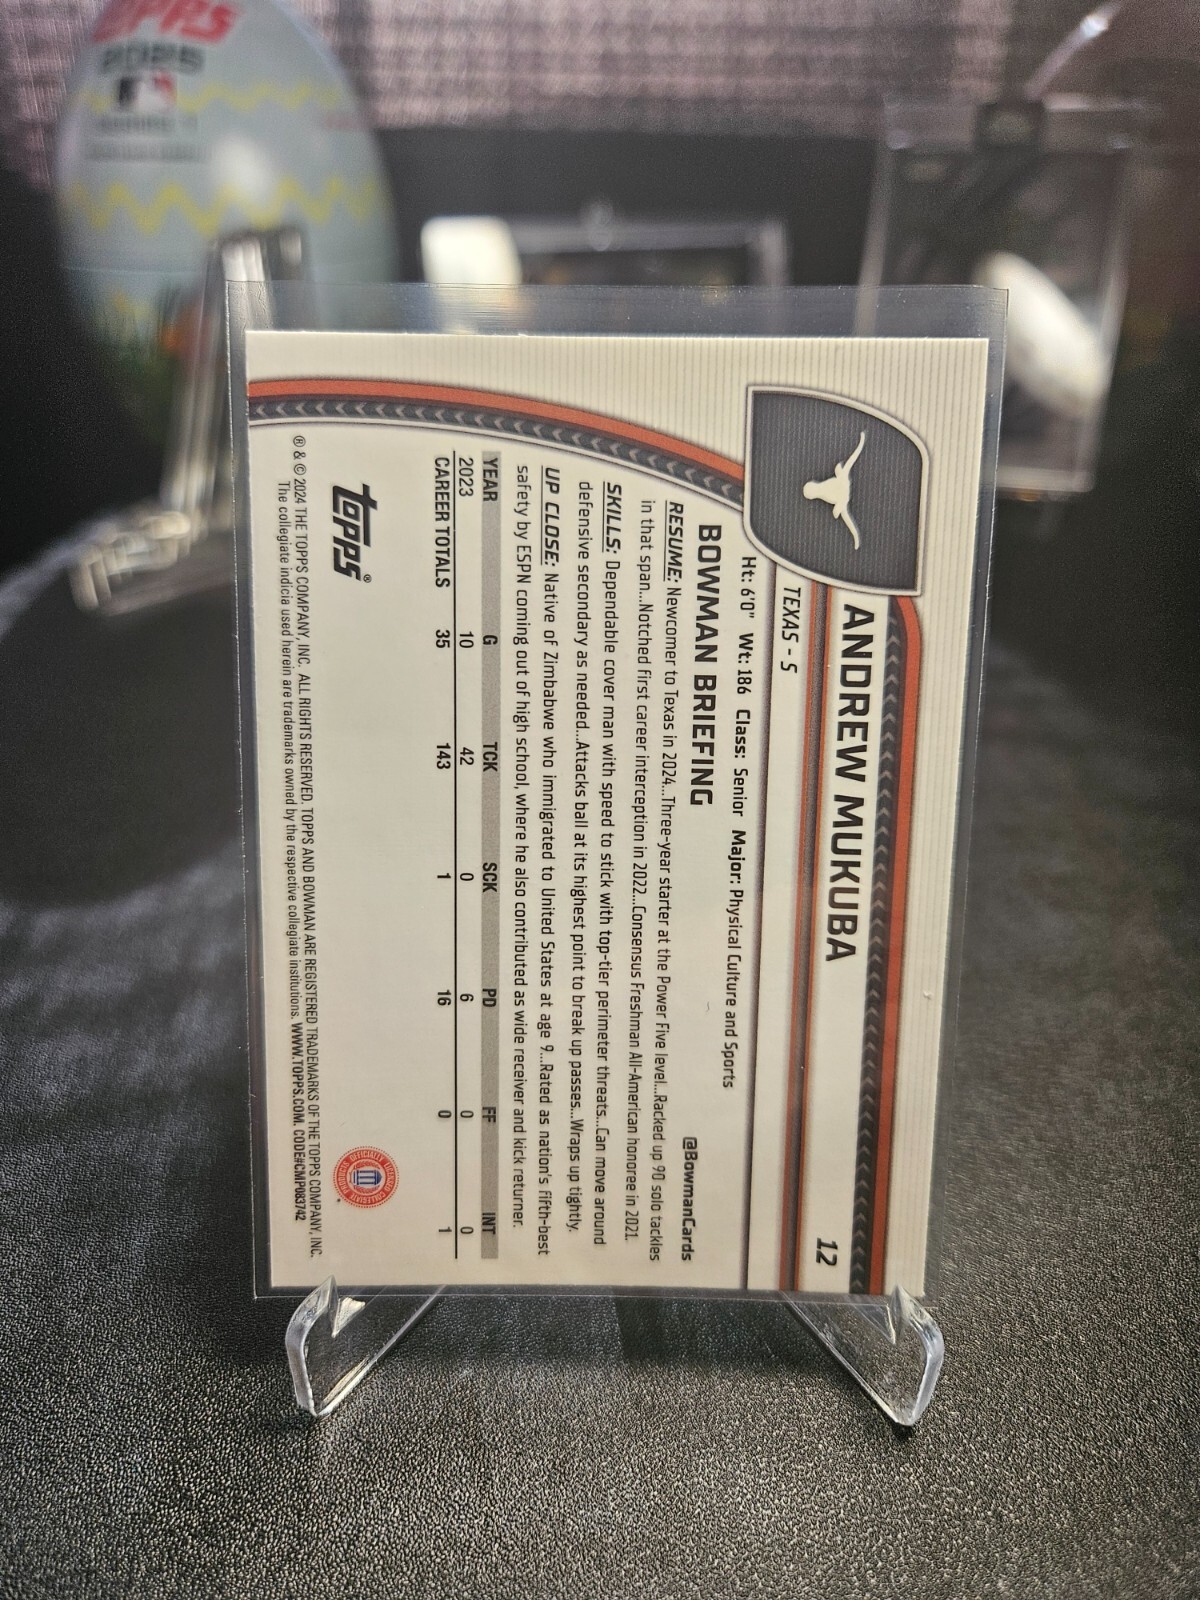 TOPPS
2025
ANDREW MUKUBA
12
TEXAS - S
Ht: 6'0" Wt: 186 Class: Senior Major: Physical Culture and Sports
BOWMAN BRIEFING
@BowmanCards
RESUME: Newcomer to Texas in 2024...Three-year starter at the Power Five level...Racked up 90 solo tackles
in that span...Notched first career interception in 2022...Consensus Freshman All-American honoree in 2021.
SKILLS: Dependable cover man with speed to stick with top-tier perimeter threats...Can move around
defensive secondary as needed...Attacks ball at its highest point to break up passes...Wraps up tightly.
UP CLOSE: Native of Zimbabwe who immigrated to United States at age 9...Rated as nation's fifth-best
safety by ESPN coming out of high school, where he also contributed as wide receiver and kick returner.
YEAR G TCK SCK PD FF INT
2023 10 42 0 6 0 0
CAREER TOTALS 35 143 1 16 0 1
topps®
OFFICIALLY LICENSED COLLEGIATE PRODUCTS
® & © 2024 THE TOPPS COMPANY, INC. ALL RIGHTS RESERVED. TOPPS AND BOWMAN ARE REGISTERED TRADEMARKS OF THE TOPPS COMPANY, INC.
The collegiate indicia used herein are trademarks owned by the respective collegiate institutions. WWW.TOPPS.COM. CODE#CMP083742